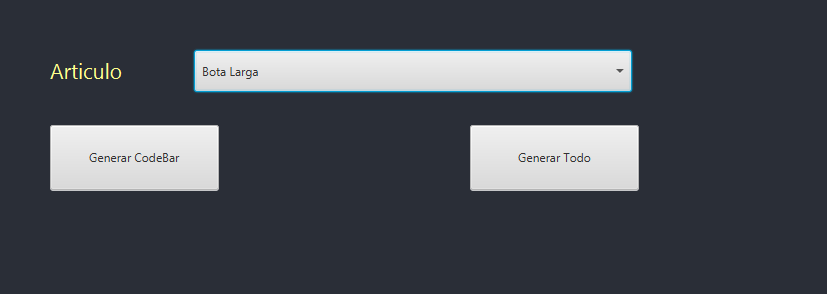 Articulo
Bota Larga
Generar CodeBar
Generar Todo